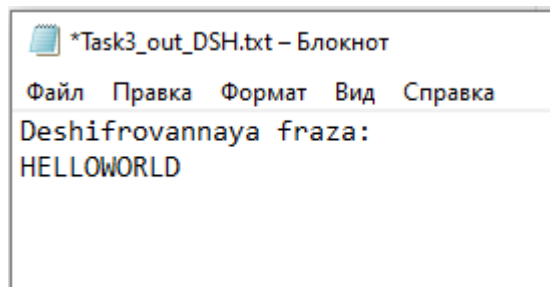 *Task3_out_DSH.txt – Блокнот
Файл Правка Формат Вид Справка
Deshifrovannaya fraza:
HELLOWORLD